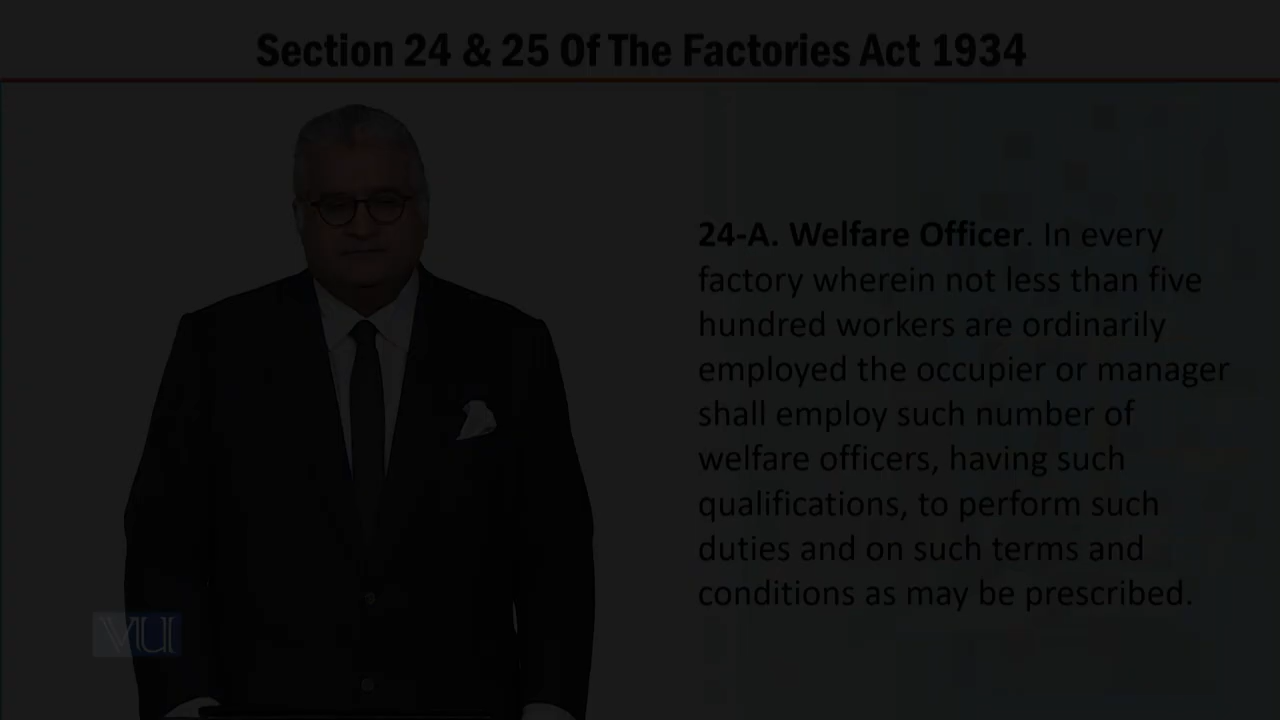 Section 24 & 25 Of The Factories Act 1934
24-A. Welfare Officer. In every
factory wherein not less than five
hundred workers are ordinarily
employed the occupier or manager
shall employ such number of
welfare officers, having such
qualifications, to perform such
duties and on such terms and
conditions as may be prescribed.
VU